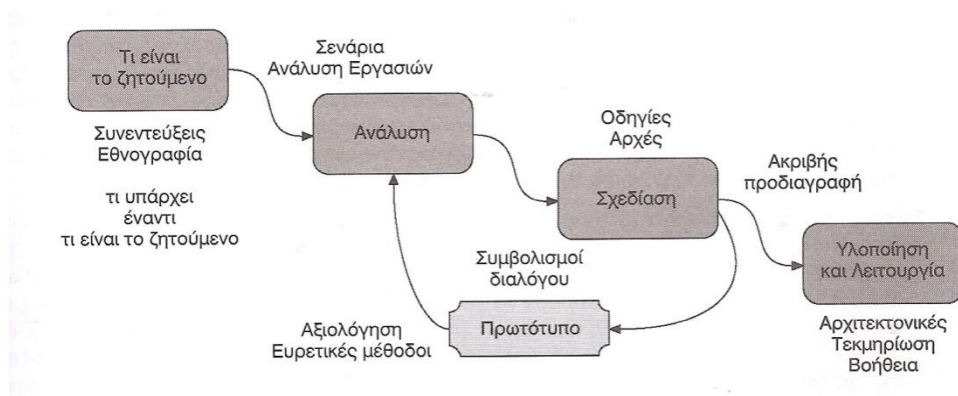 Τι είναι
το ζητούμενο
Συνεντεύξεις
Εθνογραφία
τι υπάρχει
έναντι
τι είναι το ζητούμενο
Σενάρια
Ανάλυση Εργασιών
Ανάλυση
Οδηγίες
Αρχές
Σχεδίαση
Ακριβής
προδιαγραφή
Υλοποίηση
και Λειτουργία
Αρχιτεκτονικές
Τεκμηρίωση
Βοήθεια
Συμβολισμοί
διαλόγου
Πρωτότυπο
Αξιολόγηση
Ευρετικές μέθοδοι